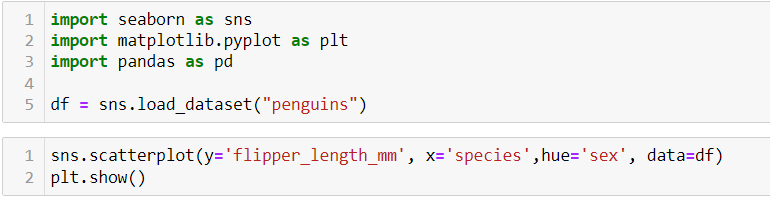 1 import seaborn as sns
2 import matplotlib.pyplot as plt
3 import pandas as pd
4
5 df = sns.load_dataset("penguins")
1 sns.scatterplot(y='flipper_length_mm', x='species',hue='sex', data=df)
2 plt.show()